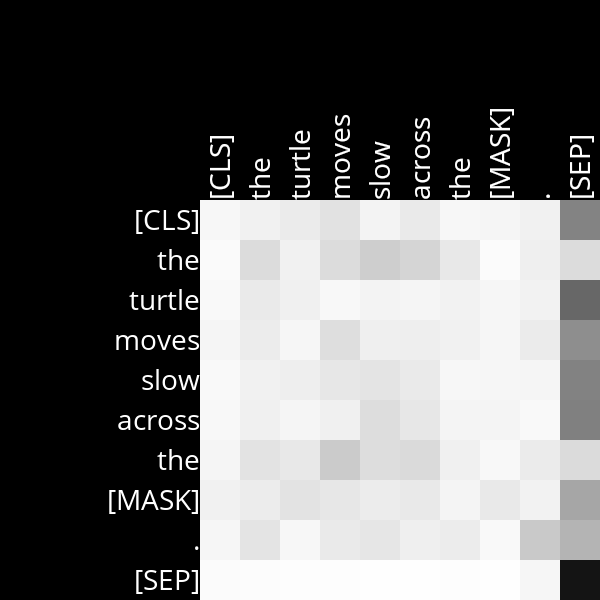 [CLS] the turtle moves slow across the [MASK] . [SEP]
[CLS]
the
turtle
moves
slow
across
the
[MASK]
.
[SEP]